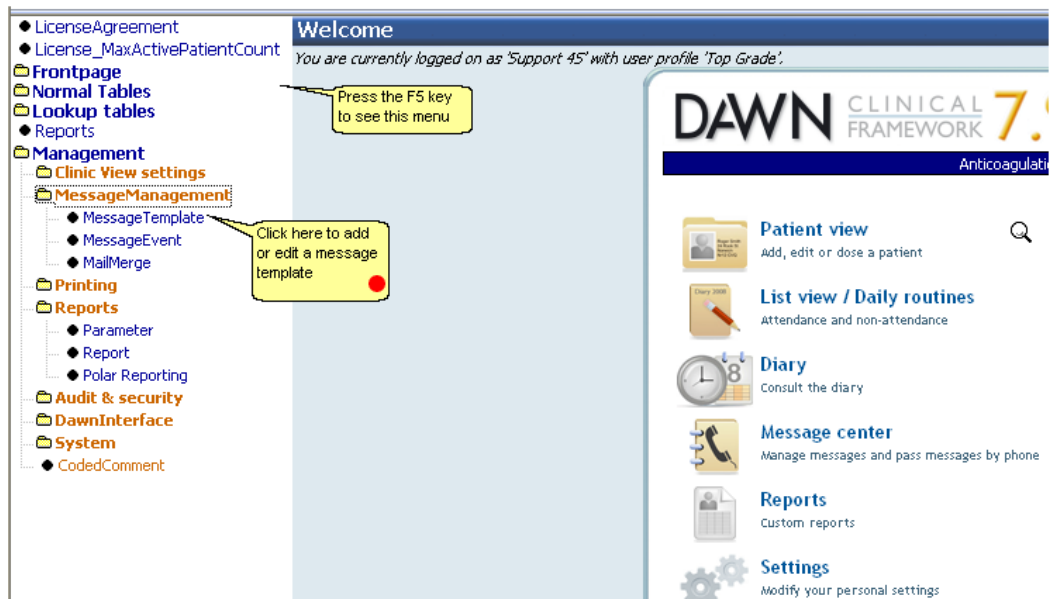 LicenseAgreement
License_MaxActivePatientCount
Frontpage
Normal Tables
Lookup tables
Reports
Management
Clinic View settings
MessageManagement
MessageTemplate
MessageEvent
MailMerge
Printing
Reports
Parameter
Report
Polar Reporting
Audit & security
DawnInterface
System
CodedComment
Press the F5 key
to see this menu
Click here to add
or edit a message
template
Welcome
You are currently logged on as 'Support 45' with user profile 'Top Grade'.
DAWN CLINICAL FRAMEWORK 7.9
Patient view
Add, edit or dose a patient
Diary 2008
List view / Daily routines
Attendance and non-attendance
8
Diary
Consult the diary
Message center
Manage messages and pass messages by phone
Reports
Custom reports
Settings
Modify your personal settings